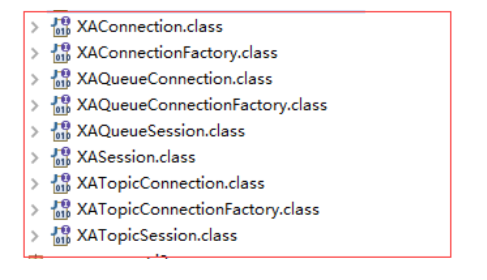 XAConnection.class
XAConnectionFactory.class
XAQueueConnection.class
XAQueueConnectionFactory.class
XAQueueSession.class
XASession.class
XATopicConnection.class
XATopicConnectionFactory.class
XATopicSession.class